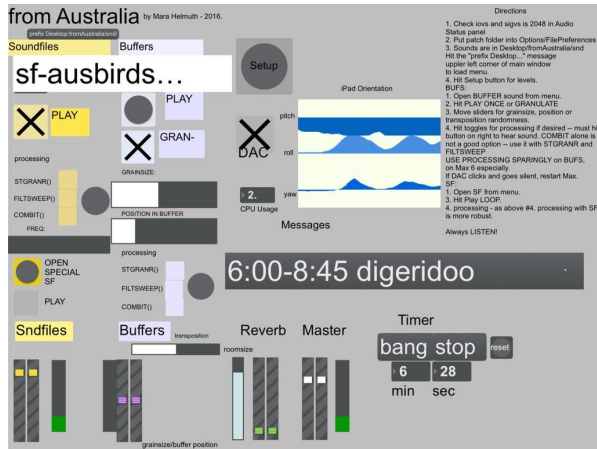 from Australia by Mara Helmuth - 2016.
prefix Desktop:fromAustralia/snd/
Soundfiles
Buffers
sf-ausbirds...
PLAY
PLAY
GRAN-
processing
GRAINSIZE:
STGRANR()
FILTSWEEP()
COMBIT()
FREQ:
POSITION IN BUFFER
processing
OPEN
SPECIAL
SF
STGRANR()
FILTSWEEP()
COMBIT()
PLAY
Setup
DAC
2.
CPU Usage
iPad Orientation
pitch
roll
yaw
Messages
6:00-8:45 digeridoo
Directions
1. Check iovs and sigvs is 2048 in Audio
Status panel
2. Put patch folder into Options/FilePreferences
3. Sounds are in Desktop/fromAustralia/snd
Hit the "prefix Desktop..." message
uppler left corner of main window
to load menu.
4. Hit Setup button for levels.
BUFS:
1. Open BUFFER sound from menu.
2. Hit PLAY ONCE or GRANULATE
3. Move sliders for grainsize, position or
transposition randomness.
4. Hit toggles for processing if desired -- must hi
button on right to hear sound. COMBIT alone is
not a good option -- use it with STGRANR and
FILTSWEEP
USE PROCESSING SPARINGLY on BUFS,
on Max 6 especially.
If DAC clicks and goes silent, restart Max.
SF:
1. Open SF from menu.
3. Hit Play LOOP.
4. processing - as above #4. processing with SF
is more robust.
Always LISTEN!
Sndfiles
Buffers
transposition
Reverb
Master
roomsize
grainsize/buffer position
Timer
bang stop
reset
6
28
min
sec